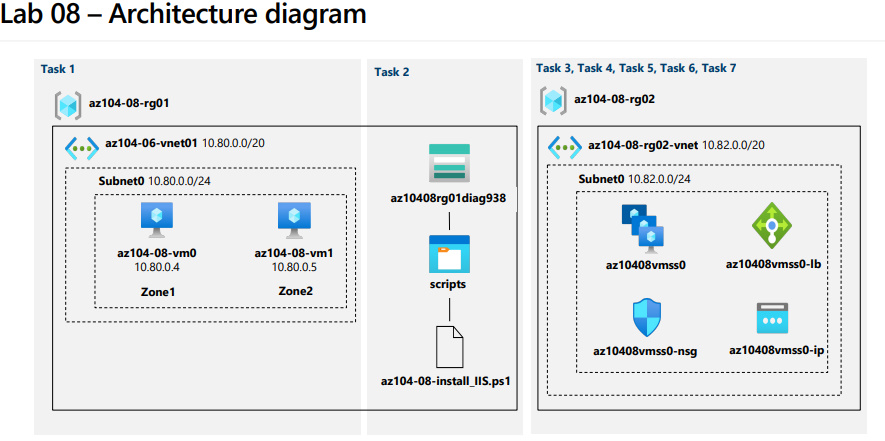 Lab 08 – Architecture diagram
Task 1
az104-08-rg01
az104-06-vnet01 10.80.0.0/20
Subnet0 10.80.0.0/24
az104-08-vm0
10.80.0.4
Zone1
az104-08-vm1
10.80.0.5
Zone2
Task 2
az10408rg01diag938
scripts
az104-08-install_IIS.ps1
Task 3, Task 4, Task 5, Task 6, Task 7
az104-08-rg02
az104-08-rg02-vnet 10.82.0.0/20
Subnet0 10.82.0.0/24
az10408vmss0
az10408vmss0-lb
az10408vmss0-nsg
az10408vmss0-ip